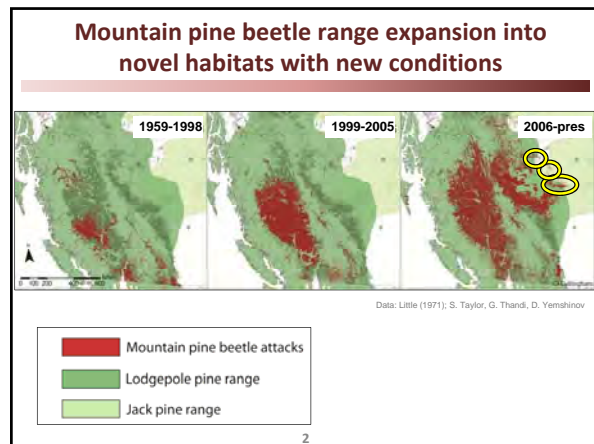 Mountain pine beetle range expansion into
novel habitats with new conditions
1959-1998
1999-2005
2006-pres
Data: Little (1971); S. Taylor, G. Thandi, D. Yemshinov
Mountain pine beetle attacks
Lodgepole pine range
Jack pine range
2